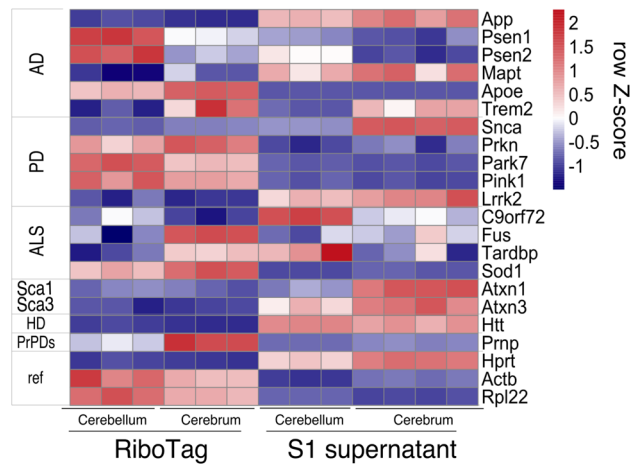 AD
PD
ALS
Sca1
Sca3
HD
PrPDs
ref
App
Psen1
Psen2
Mapt
Apoe
Trem2
Snca
Prkn
Park7
Pink1
Lrrk2
C9orf72
Fus
Tardbp
Sod1
Atxn1
Atxn3
Htt
Prnp
Hprt
Actb
Rpl22
2
1.5
1
0.5
0
-0.5
-1
row Z-score
Cerebellum Cerebrum Cerebellum Cerebrum
RiboTag S1 supernatant